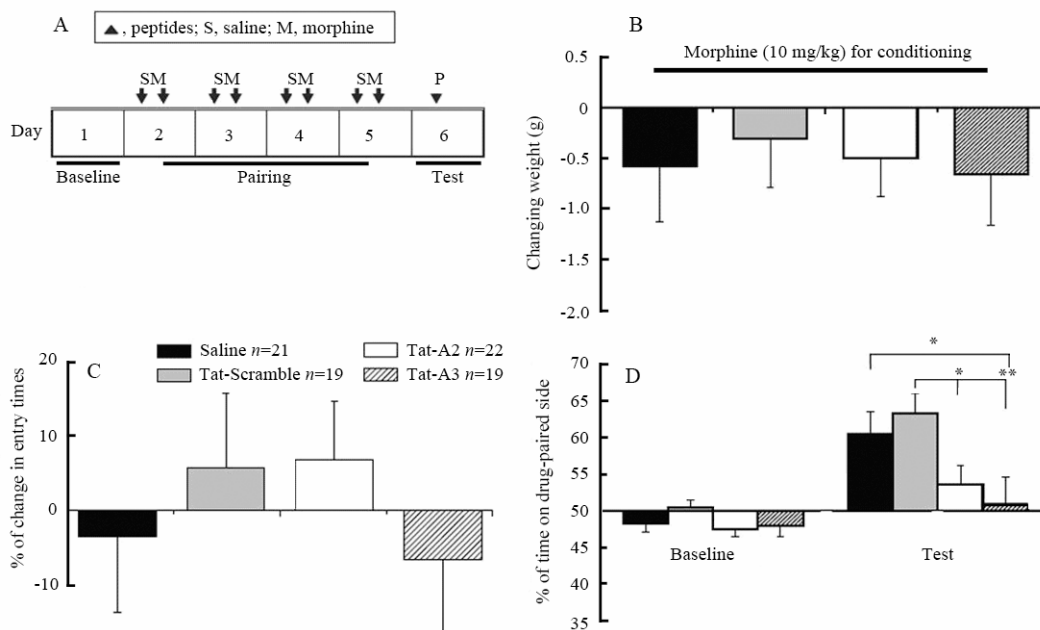 A
▲, peptides; S, saline; M, morphine
SM SM SM SM P
Day 1 2 3 4 5 6
Baseline Pairing Test
B
Morphine (10 mg/kg) for conditioning
0
-0.5
-1.0
-1.5
-2.0
Changing weight (g)
C
Saline n=21
Tat-A2 n=22
Tat-Scramble n=19
Tat-A3 n=19
20
10
0
-10
% of change in entry times
D
*
* **
65
60
55
50
45
40
35
% of time on drug-paired side
Baseline Test